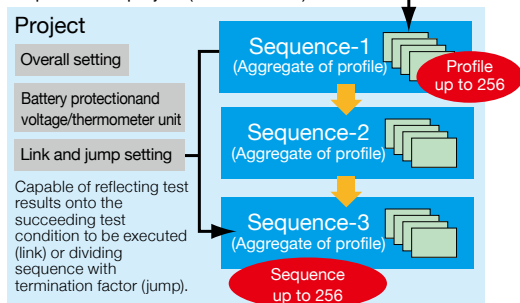 Project
Overall setting
Battery protectionand
voltage/thermometer unit
Link and jump setting
Capable of reflecting test
results onto the
succeeding test
condition to be executed
(link) or dividing
sequence with
termination factor (jump).
Sequence-1
(Aggregate of profile)
Profile
up to 256
Sequence-2
(Aggregate of profile)
Sequence-3
(Aggregate of profile)
Sequence
up to 256